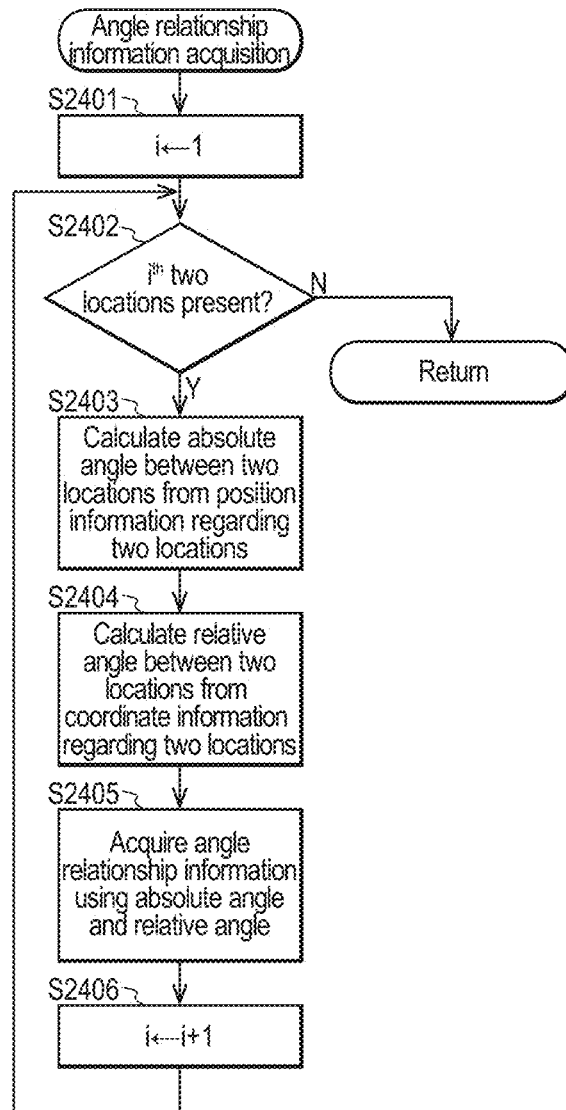 Angle relationship
information acquisition
S2401
i←1
S2402
iᵗʰ two
locations present?
N
Return
Y
S2403
Calculate absolute
angle between two
locations from position
information regarding
two locations
S2404
Calculate relative
angle between two
locations from
coordinate information
regarding two locations
S2405
Acquire angle
relationship information
using absolute angle
and relative angle
S2406
i←i+1